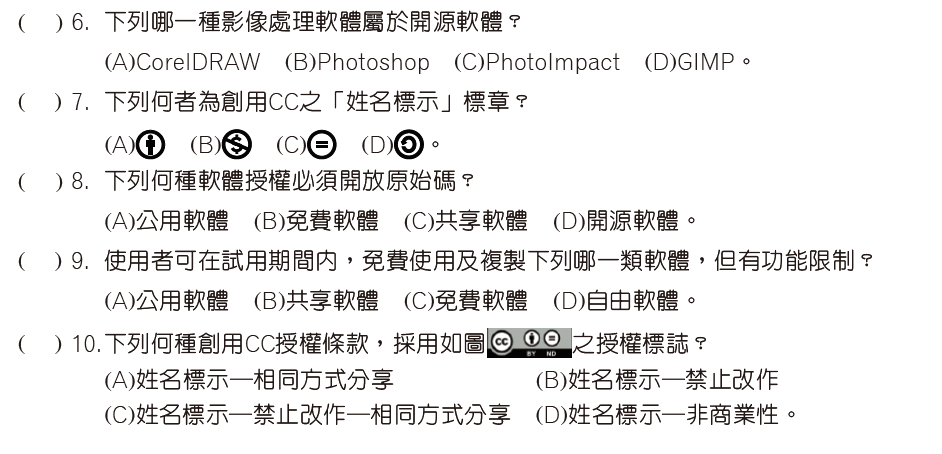 (　) 6. 下列哪一種影像處理軟體屬於開源軟體？
(A)CorelDRAW　(B)Photoshop　(C)PhotoImpact　(D)GIMP。
(　) 7. 下列何者為創用CC之「姓名標示」標章？
(A)　(B)　(C)　(D)。
(　) 8. 下列何種軟體授權必須開放原始碼？
(A)公用軟體　(B)免費軟體　(C)共享軟體　(D)開源軟體。
(　) 9. 使用者可在試用期間內，免費使用及複製下列哪一類軟體，但有功能限制？
(A)公用軟體　(B)共享軟體　(C)免費軟體　(D)自由軟體。
(　) 10.下列何種創用CC授權條款，採用如圖 cc BY ND 之授權標誌？
(A)姓名標示—相同方式分享　(B)姓名標示—禁止改作
(C)姓名標示—禁止改作—相同方式分享　(D)姓名標示—非商業性。